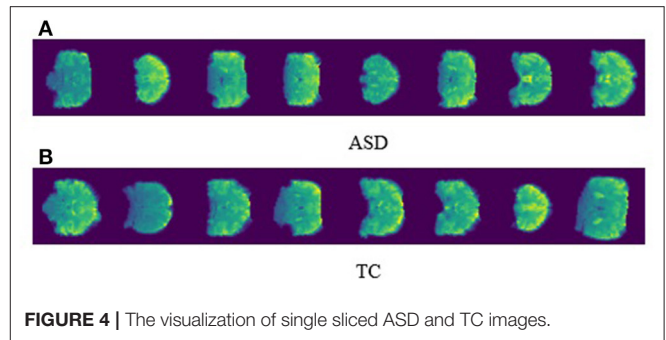 A
ASD
B
TC
FIGURE 4 | The visualization of single sliced ASD and TC images.